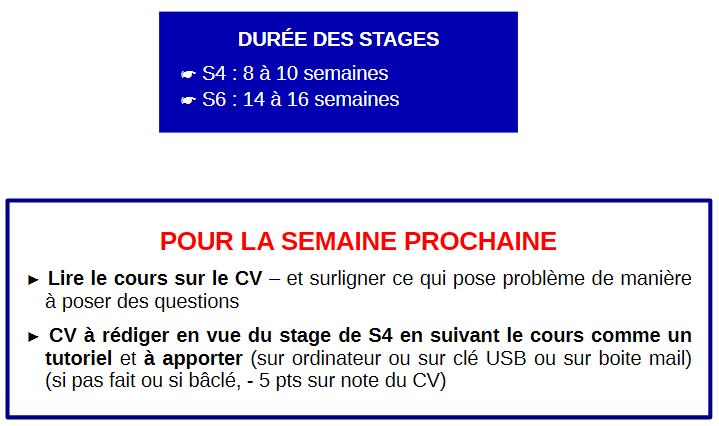 DURÉE DES STAGES
☛ S4 : 8 à 10 semaines
☛ S6 : 14 à 16 semaines
POUR LA SEMAINE PROCHAINE
► Lire le cours sur le CV – et surligner ce qui pose problème de manière
à poser des questions
► CV à rédiger en vue du stage de S4 en suivant le cours comme un
tutoriel et à apporter (sur ordinateur ou sur clé USB ou sur boite mail)
(si pas fait ou si bâclé, - 5 pts sur note du CV)